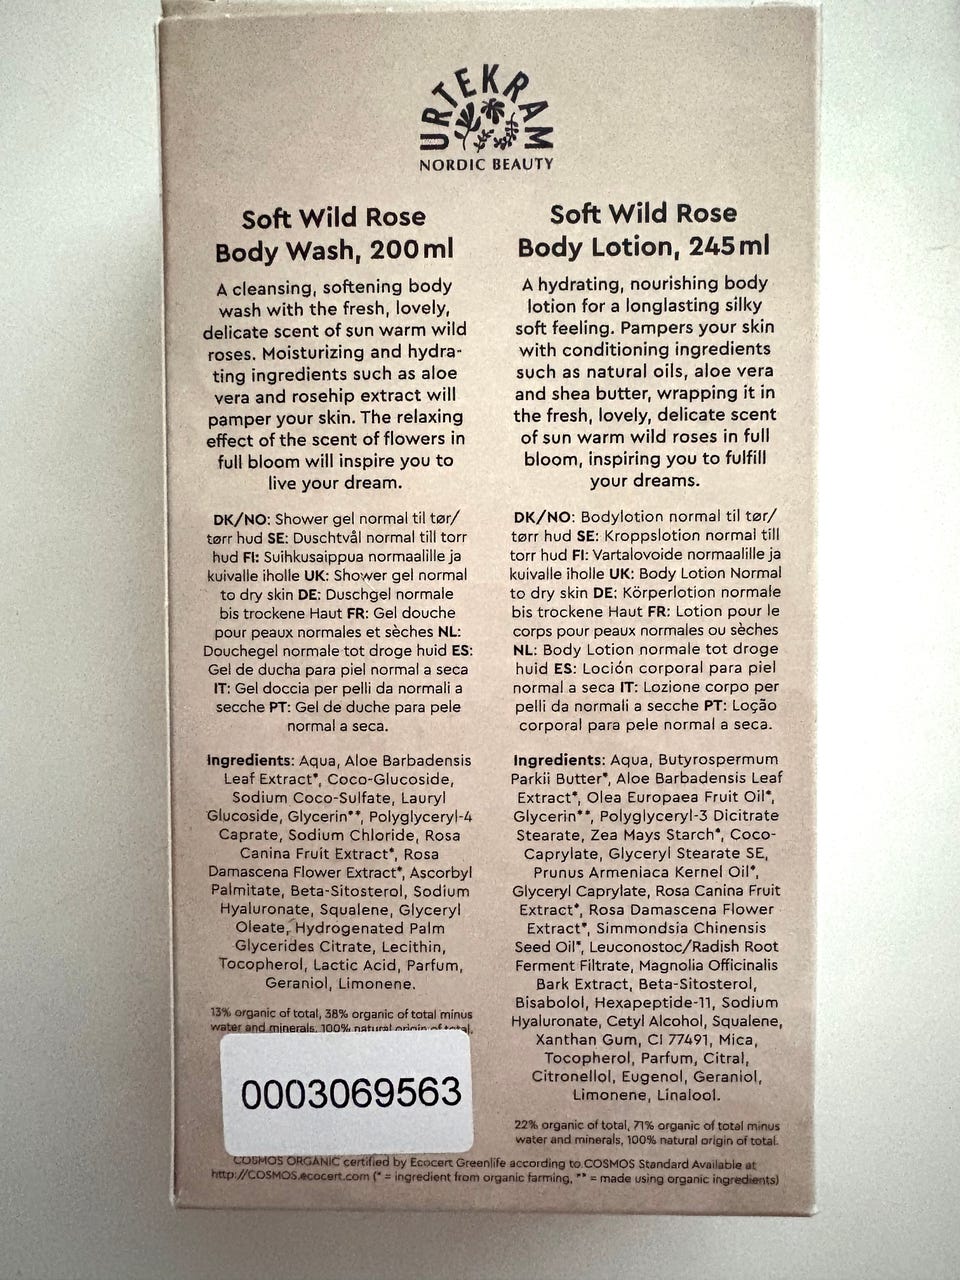 URTEKRAM
NORDIC BEAUTY
Soft Wild Rose
Body Wash, 200 ml
A cleansing, softening body
wash with the fresh, lovely,
delicate scent of sun warm wild
roses. Moisturizing and hydra-
ting ingredients such as aloe
vera and rosehip extract will
pamper your skin. The relaxing
effect of the scent of flowers in
full bloom will inspire you to
live your dream.
DK/NO: Shower gel normal til tør/
tørr hud SE: Duschtvål normal till torr
hud FI: Suihkusaippua normaalille ja
kuivalle iholle UK: Shower gel normal
to dry skin DE: Duschgel normale
bis trockene Haut FR: Gel douche
pour peaux normales et sèches NL:
Douchegel normale tot droge huid ES:
Gel de ducha para piel normal a seca
IT: Gel doccia per pelli da normali a
secche PT: Gel de duche para pele
normal a seca.
Ingredients: Aqua, Aloe Barbadensis
Leaf Extract*, Coco-Glucoside,
Sodium Coco-Sulfate, Lauryl
Glucoside, Glycerin**, Polyglyceryl-4
Caprate, Sodium Chloride, Rosa
Canina Fruit Extract*, Rosa
Damascena Flower Extract*, Ascorbyl
Palmitate, Beta-Sitosterol, Sodium
Hyaluronate, Squalene, Glyceryl
Oleate, Hydrogenated Palm
Glycerides Citrate, Lecithin,
Tocopherol, Lactic Acid, Parfum,
Geraniol, Limonene.
13% organic of total, 38% organic of total minus
water and minerals, 100% natural origin of total.
0003069563
Soft Wild Rose
Body Lotion, 245 ml
A hydrating, nourishing body
lotion for a longlasting silky
soft feeling. Pampers your skin
with conditioning ingredients
such as natural oils, aloe vera
and shea butter, wrapping it in
the fresh, lovely, delicate scent
of sun warm wild roses in full
bloom, inspiring you to fulfill
your dreams.
DK/NO: Bodylotion normal til tør/
tørr hud SE: Kroppslotion normal till
torr hud FI: Vartalovoide normaalille ja
kuivalle iholle UK: Body Lotion Normal
to dry skin DE: Körperlotion normale
bis trockene Haut FR: Lotion pour le
corps pour peaux normales ou sèches
NL: Body Lotion normale tot droge
huid ES: Loción corporal para piel
normal a seca IT: Lozione corpo per
pelli da normali a secche PT: Loção
corporal para pele normal a seca.
Ingredients: Aqua, Butyrospermum
Parkii Butter*, Aloe Barbadensis Leaf
Extract*, Olea Europaea Fruit Oil*,
Glycerin**, Polyglyceryl-3 Dicitrate
Stearate, Zea Mays Starch*, Coco-
Caprylate, Glyceryl Stearate SE,
Prunus Armeniaca Kernel Oil*,
Glyceryl Caprylate, Rosa Canina Fruit
Extract*, Rosa Damascena Flower
Extract*, Simmondsia Chinensis
Seed Oil*, Leuconostoc/Radish Root
Ferment Filtrate, Magnolia Officinalis
Bark Extract, Beta-Sitosterol,
Bisabolol, Hexapeptide-11, Sodium
Hyaluronate, Cetyl Alcohol, Squalene,
Xanthan Gum, CI 77491, Mica,
Tocopherol, Parfum, Citral,
Citronellol, Eugenol, Geraniol,
Limonene, Linalool.
22% organic of total, 71% organic of total minus
water and minerals, 100% natural origin of total.
COSMOS ORGANIC certified by Ecocert Greenlife according to COSMOS Standard Available at
http://COSMOS.ecocert.com (* = ingredient from organic farming, ** = made using organic ingredients)